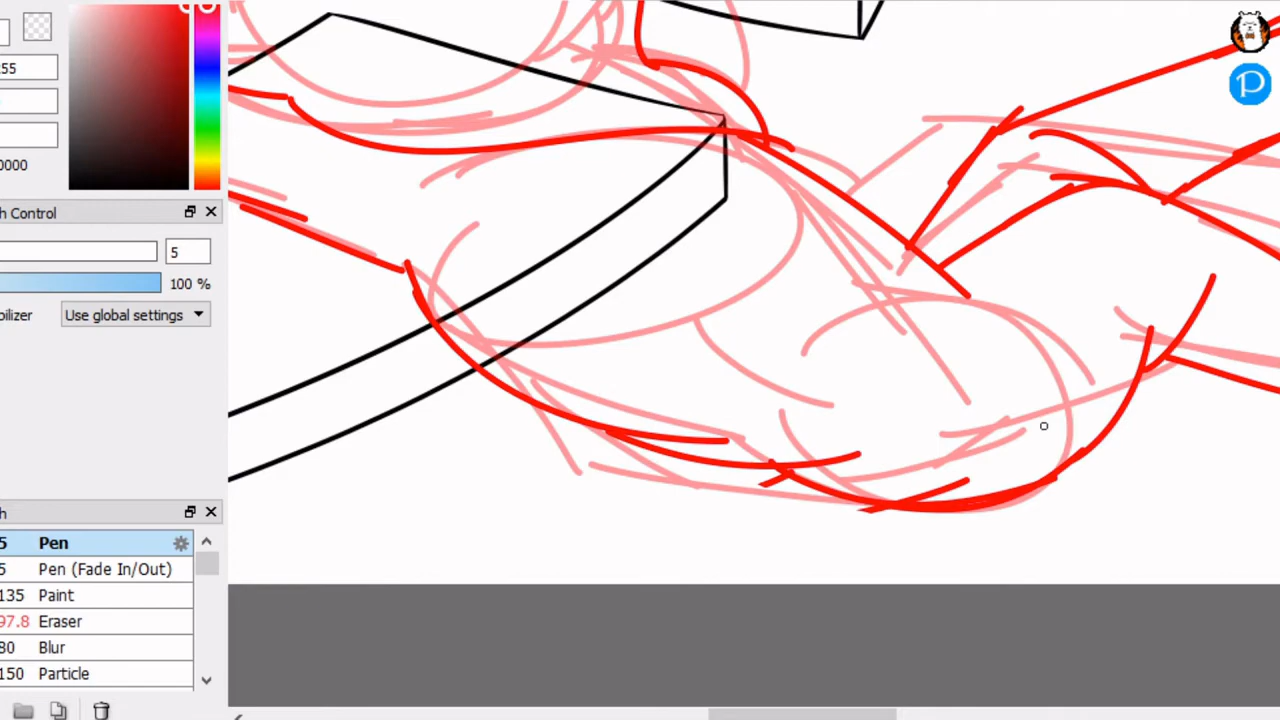 55
0000
h Control
5
100 %
bilizer
Use global settings
h
5 Pen
5 Pen (Fade In/Out)
135 Paint
97.8 Eraser
80 Blur
150 Particle
P